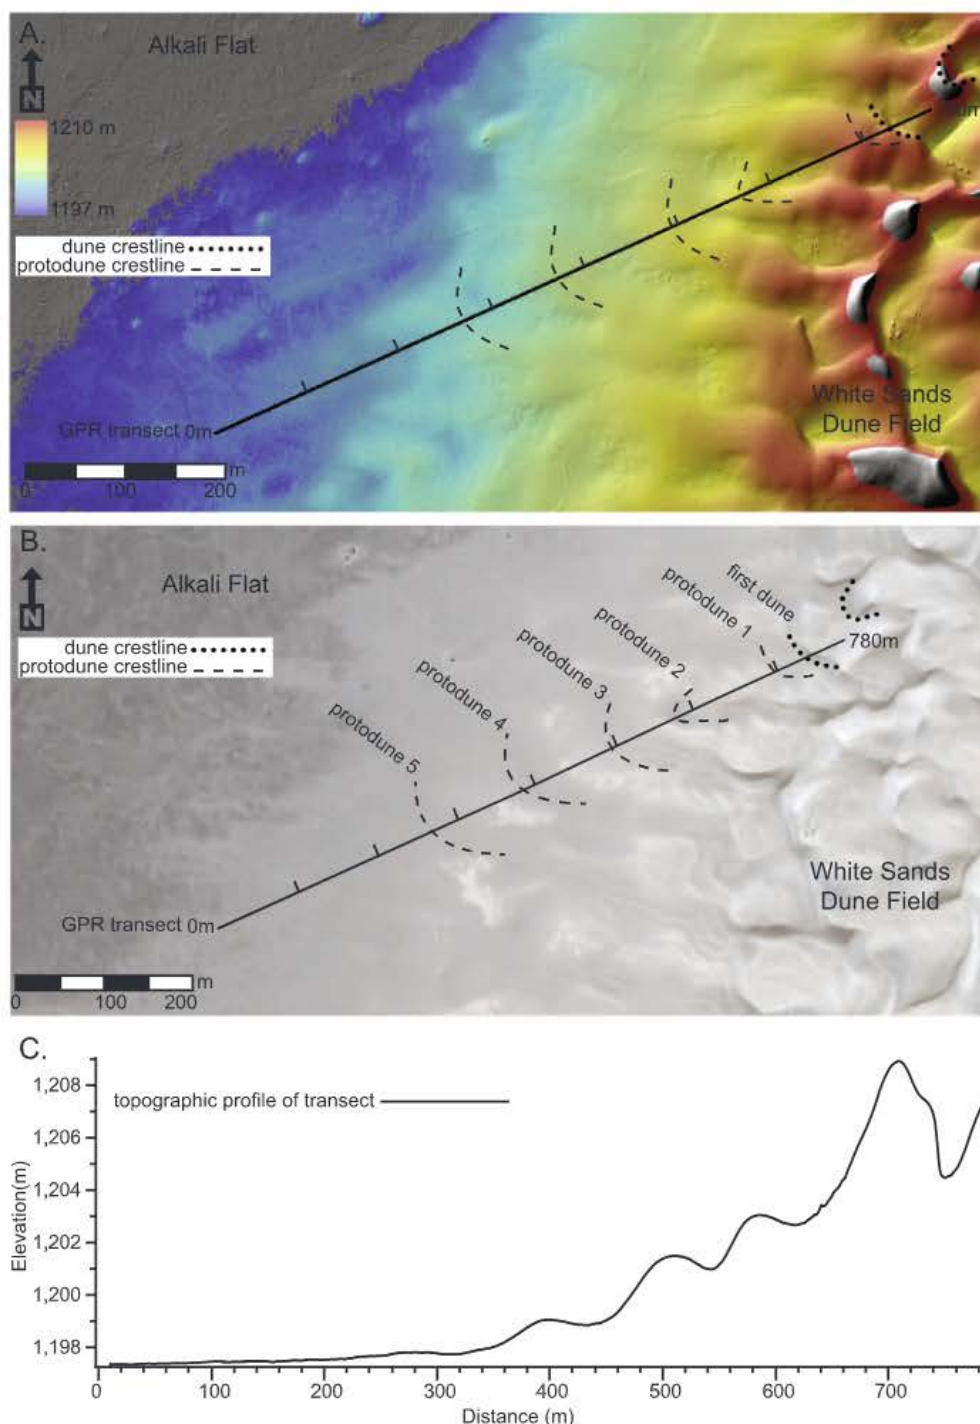 A.
Alkali Flat
N
1210 m
1197 m
dune crestline
protodune crestline
GPR transect 0m
m
0 100 200
White Sands
Dune Field
B.
Alkali Flat
N
dune crestline
protodune crestline
first dune
protodune 1
protodune 2
protodune 3
protodune 4
protodune 5
780m
GPR transect 0m
m
0 100 200
White Sands
Dune Field
C.
topographic profile of transect
Elevation(m)
1,208
1,206
1,204
1,202
1,200
1,198
0 100 200 300 400 500 600 700
Distance (m)